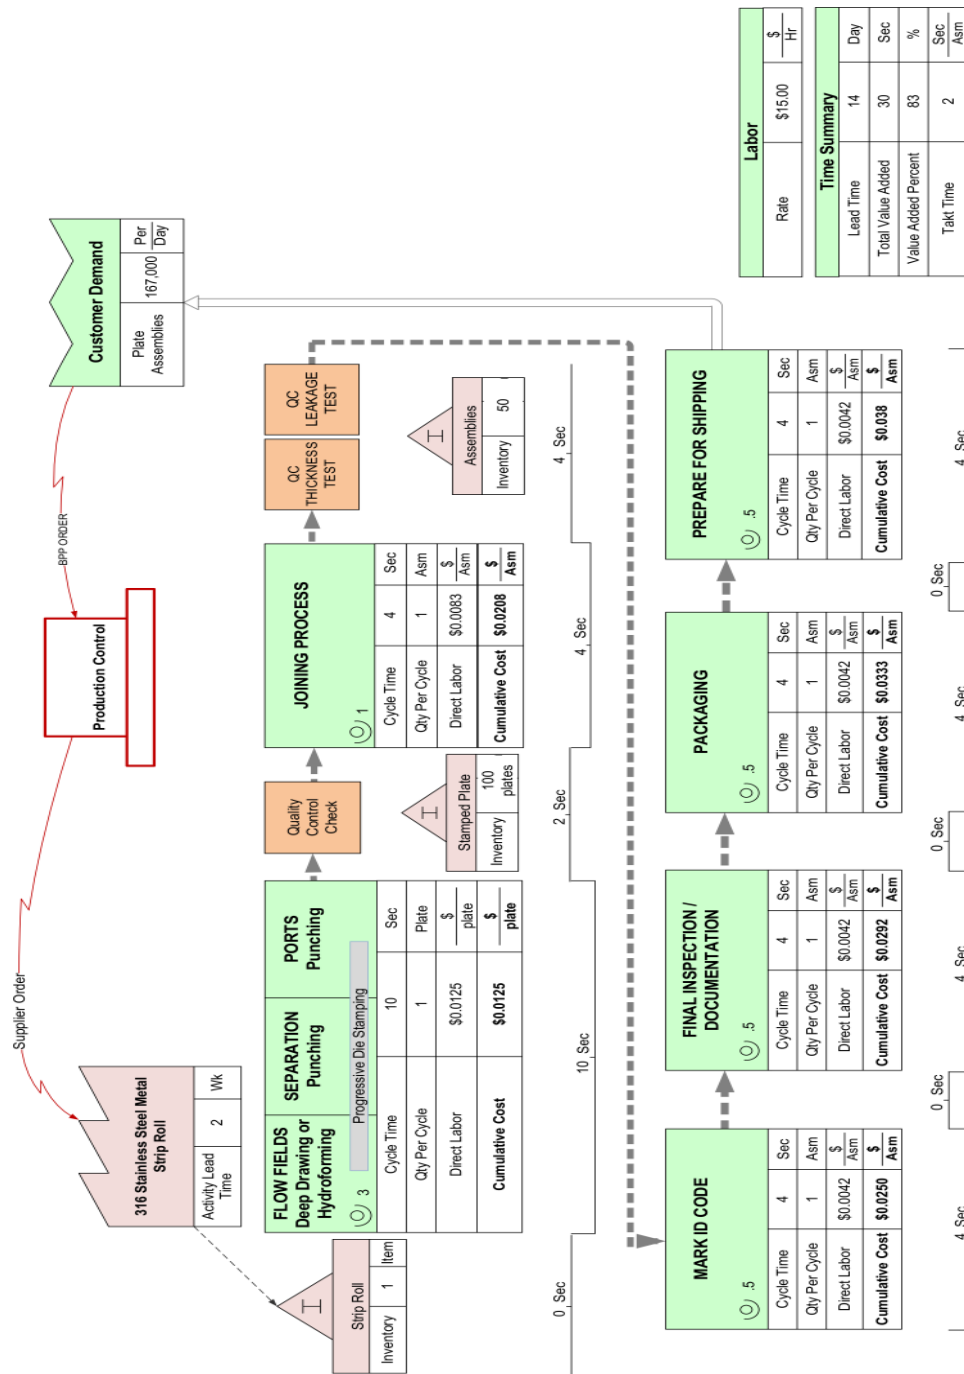 Supplier Order
BPP ORDER
Production Control
Customer Demand
Plate
Assemblies
167,000
Per
Day
316 Stainless Steel Metal
Strip Roll
Activity Lead
Time
2
Wk
Strip Roll
Inventory
1
Item
FLOW FIELDS
Deep Drawing or
Hydroforming
SEPARATION
Punching
PORTS
Punching
Progressive Die Stamping
3
Cycle Time
10
Sec
Qty Per Cycle
1
Plate
Direct Labor
$0.0125
$
plate
Cumulative Cost
$0.0125
$
plate
Quality
Control
Check
Stamped Plate
Inventory
100
plates
JOINING PROCESS
1
Cycle Time
4
Sec
Qty Per Cycle
1
Asm
Direct Labor
$0.0083
$
Asm
Cumulative Cost
$0.0208
$
Asm
QC
THICKNESS
TEST
QC
LEAKAGE
TEST
Assemblies
Inventory
50
0 Sec
10 Sec
2 Sec
4 Sec
4 Sec
MARK ID CODE
.5
Cycle Time
4
Sec
Qty Per Cycle
1
Asm
Direct Labor
$0.0042
$
Asm
Cumulative Cost
$0.0250
$
Asm
FINAL INSPECTION /
DOCUMENTATION
.5
Cycle Time
4
Sec
Qty Per Cycle
1
Asm
Direct Labor
$0.0042
$
Asm
Cumulative Cost
$0.0292
$
Asm
PACKAGING
.5
Cycle Time
4
Sec
Qty Per Cycle
1
Asm
Direct Labor
$0.0042
$
Asm
Cumulative Cost
$0.0333
$
Asm
PREPARE FOR SHIPPING
.5
Cycle Time
4
Sec
Qty Per Cycle
1
Asm
Direct Labor
$0.0042
$
Asm
Cumulative Cost
$0.038
$
Asm
4 Sec
0 Sec
4 Sec
0 Sec
4 Sec
0 Sec
4 Sec
Labor
Rate
$15.00
$
Hr
Time Summary
Lead Time
14
Day
Total Value Added
30
Sec
Value Added Percent
83
%
Takt Time
2
Sec
Asm